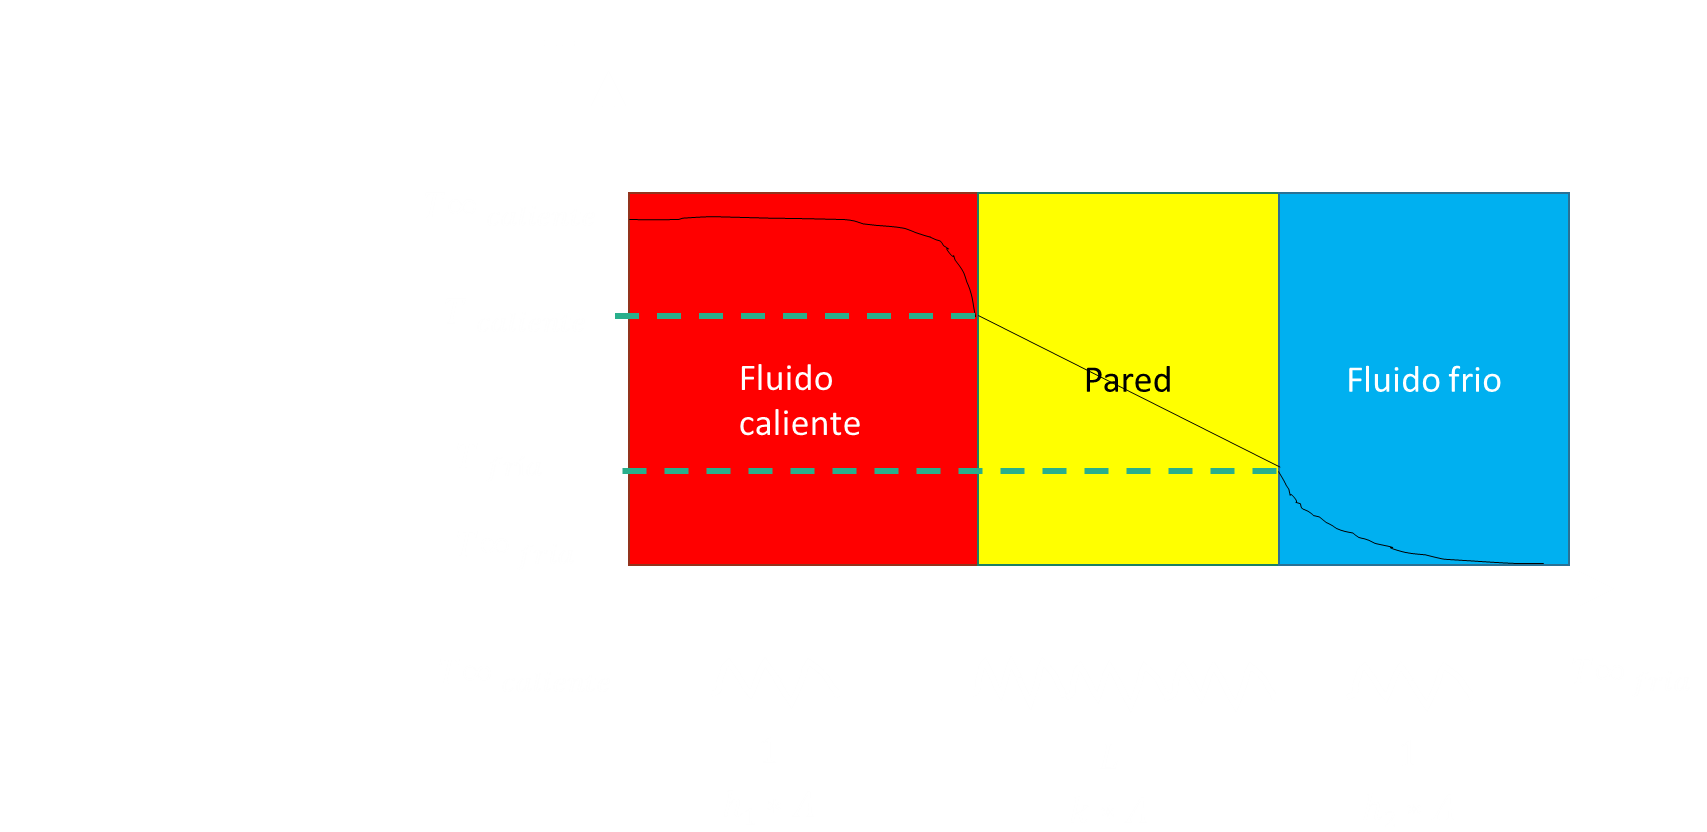 Fluido
caliente
Pared
Fluido frio